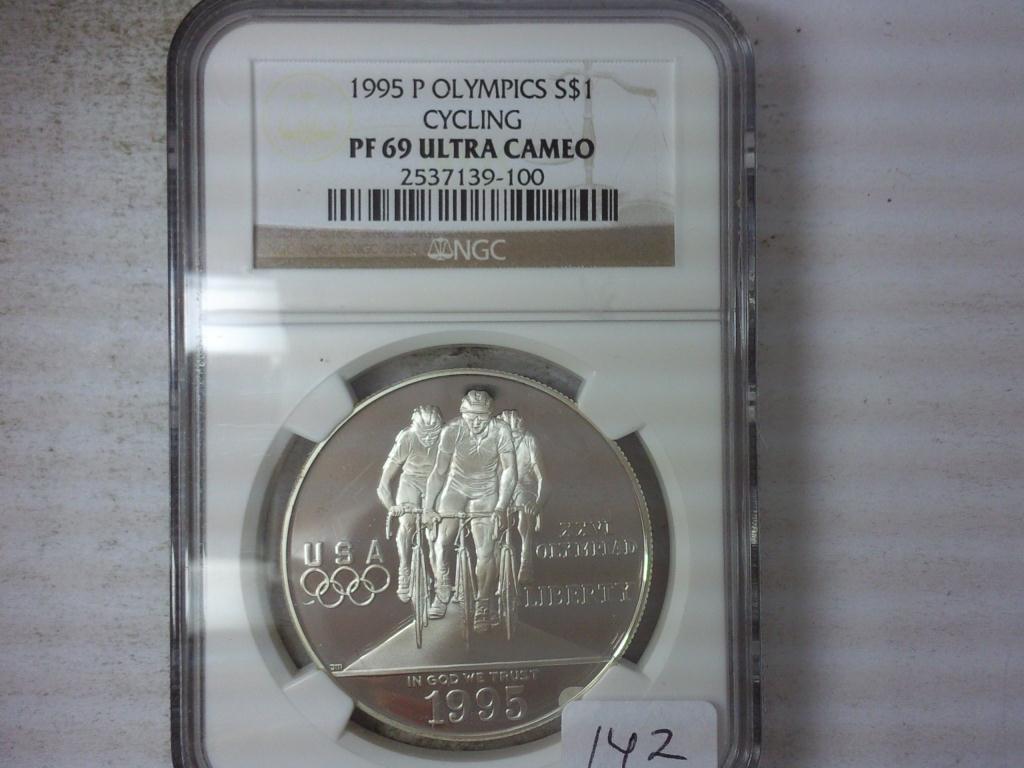 1995 P OLYMPICS S$1
CYCLING
PF 69 ULTRA CAMEO
2537139-100
NGC
USA
XXVI
OLYMPIAD
LIBERTY
IN GOD WE TRUST
1995
142